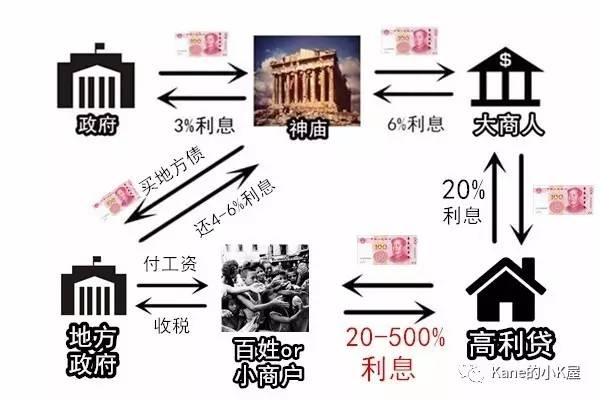 政府
3%利息
神庙
6%利息
大商人
买地方债
还4-6%利息
20%
利息
付工资
收税
地方
政府
百姓or
小商户
20-500%
利息
高利贷
$
Kane的小K屋